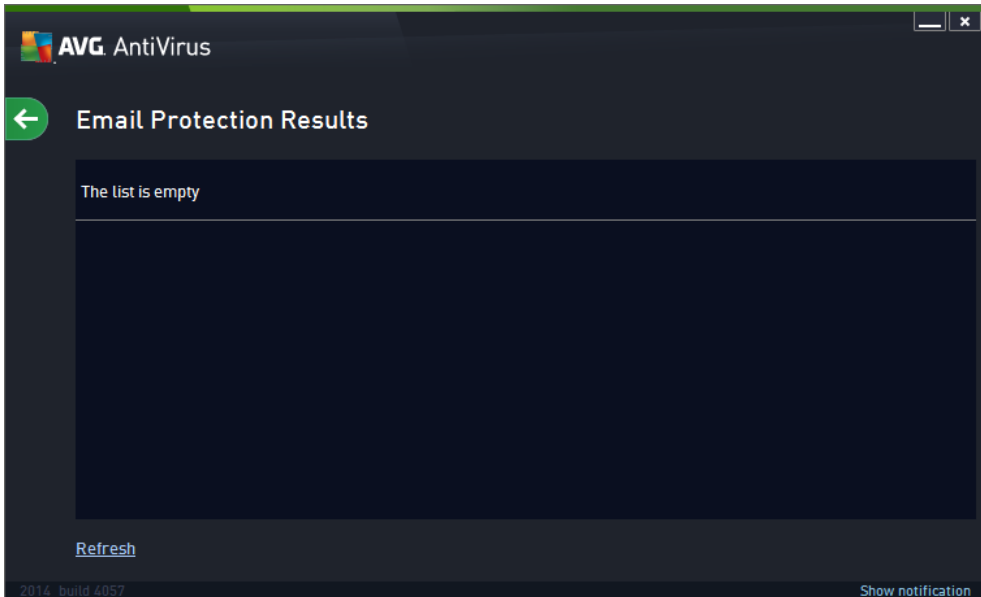 AVG. AntiVirus
Email Protection Results
The list is empty
Refresh
2014 build 4057
Show notification